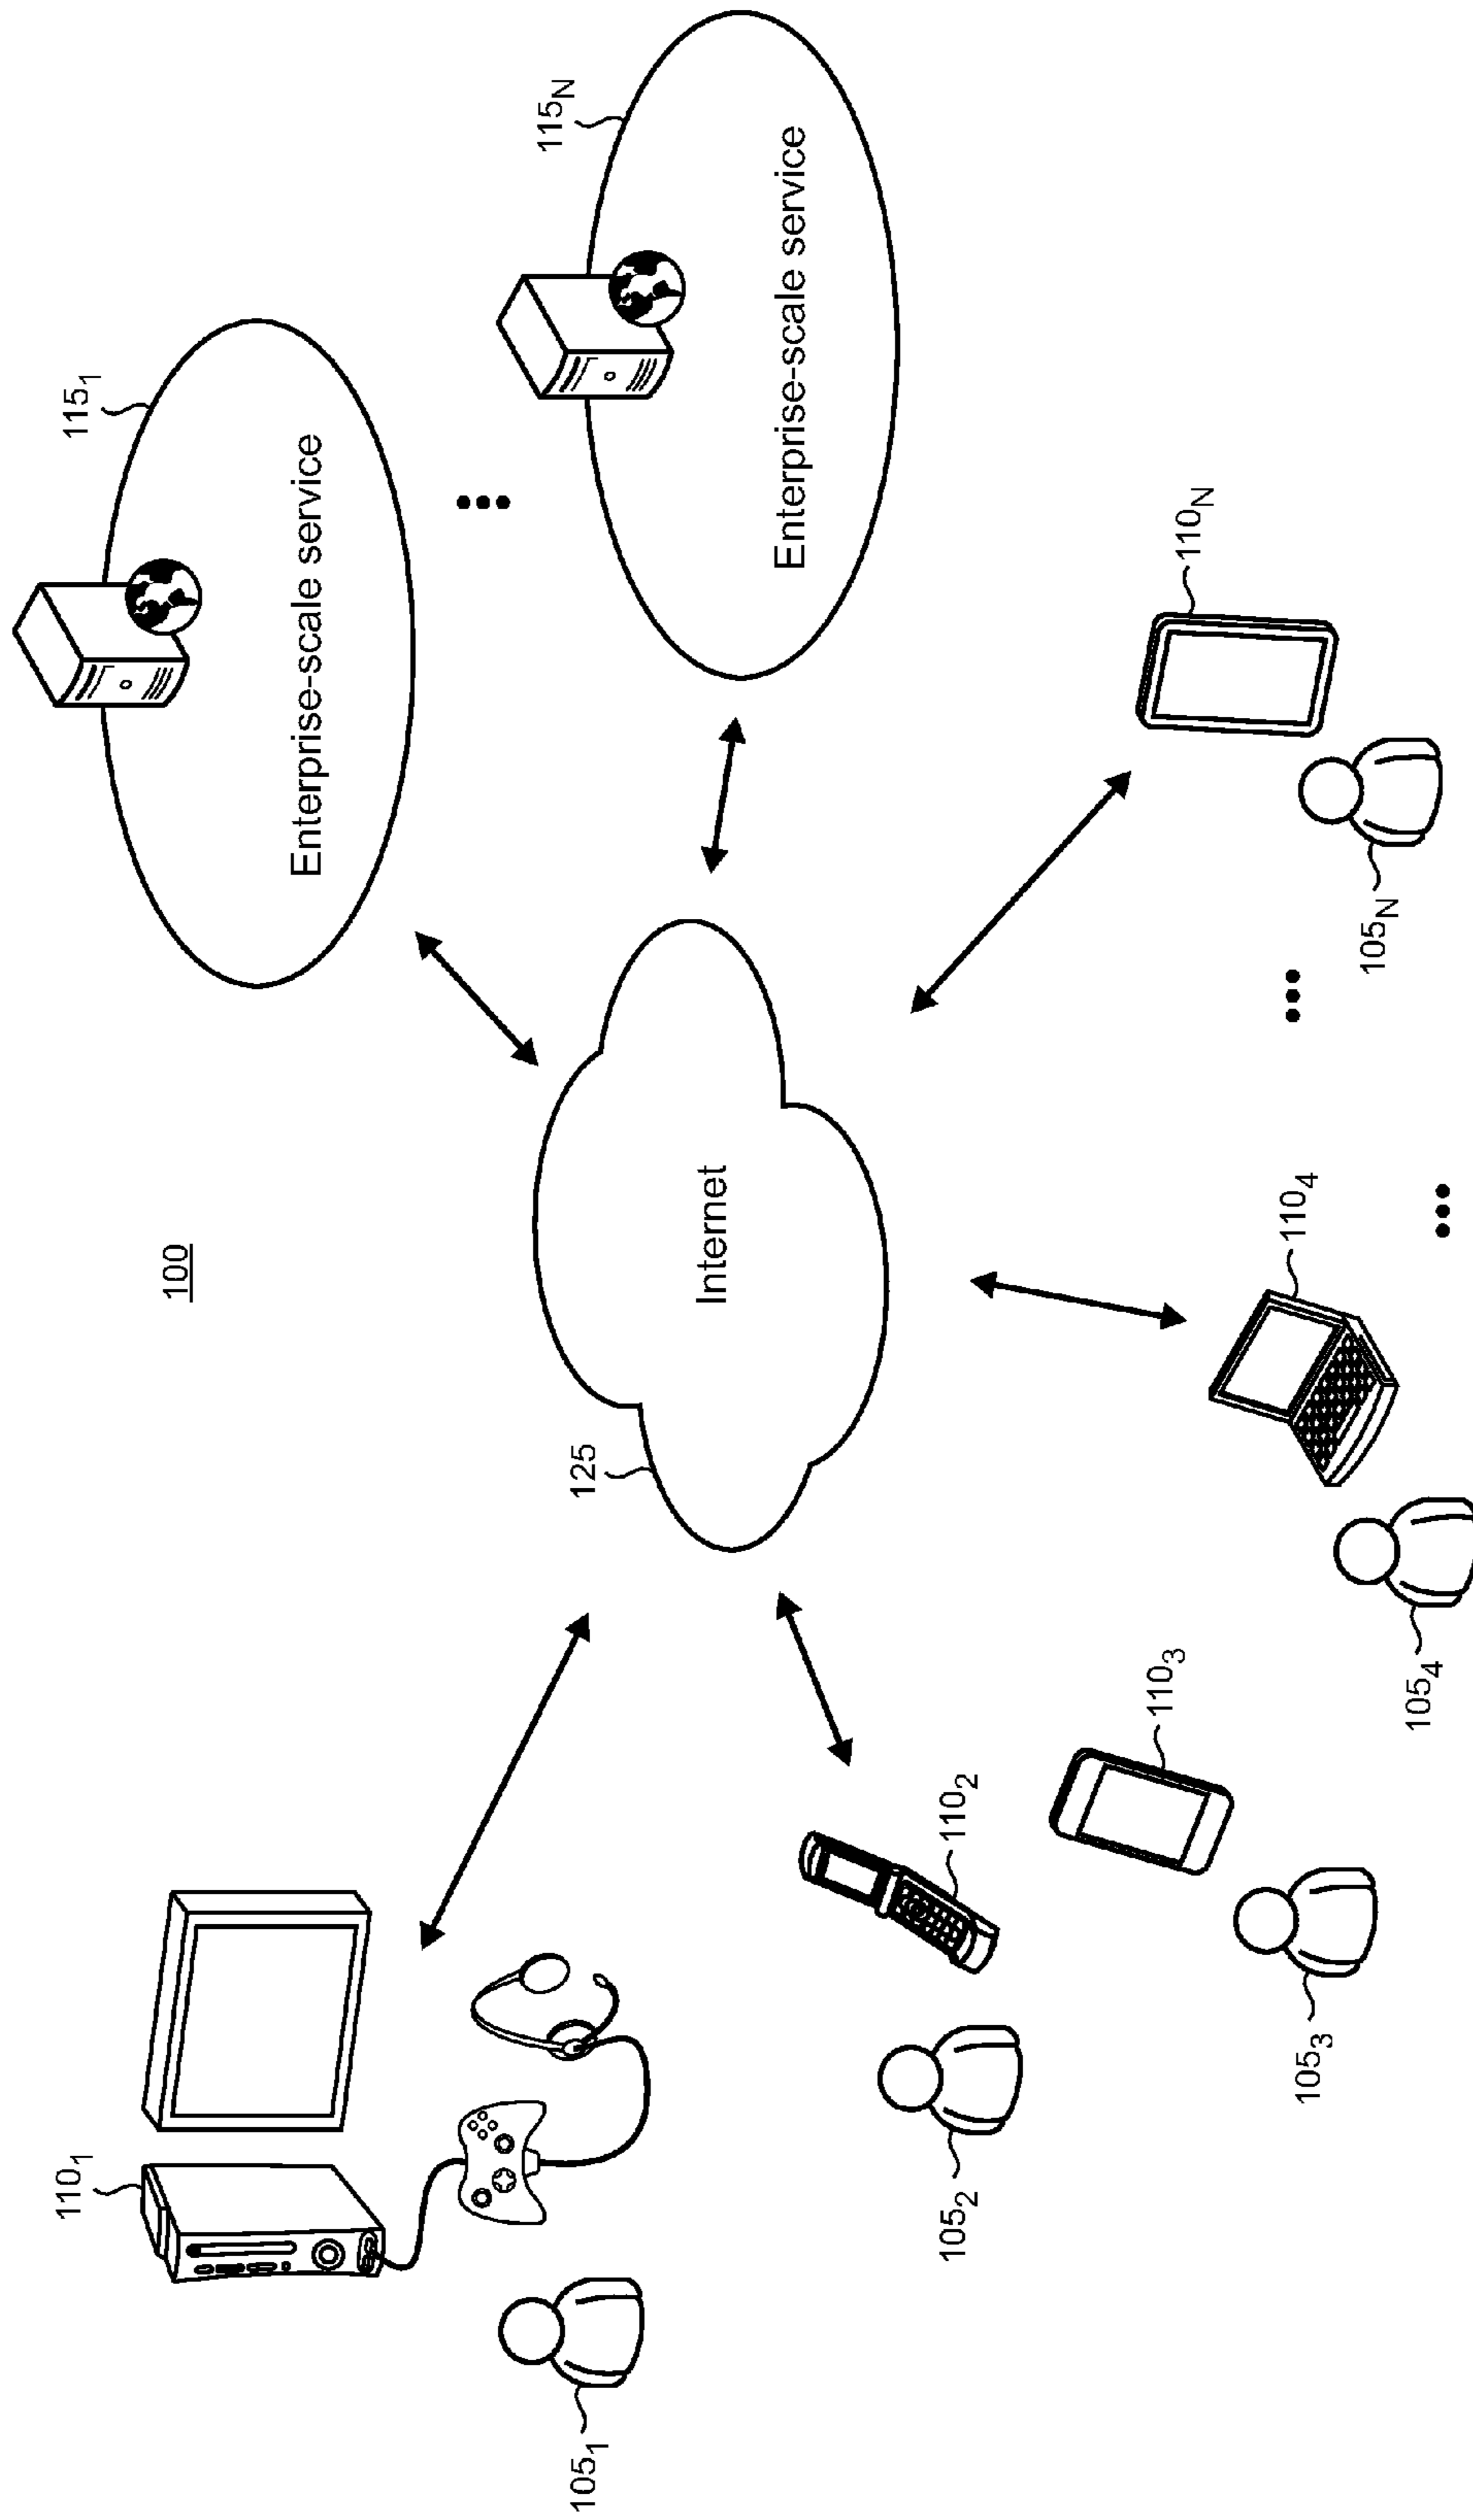 100
115₁
Enterprise-scale service
115N
Enterprise-scale service
125
Internet
110₁
105₁
110₂
105₂
110₃
105₃
110₄
105₄
110N
105N